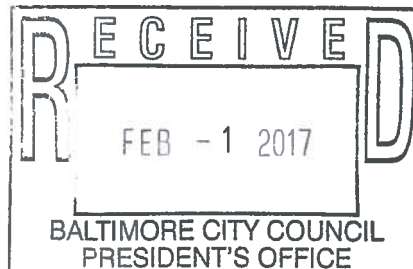 RECEIVED
FEB - 1 2017
BALTIMORE CITY COUNCIL
PRESIDENT'S OFFICE